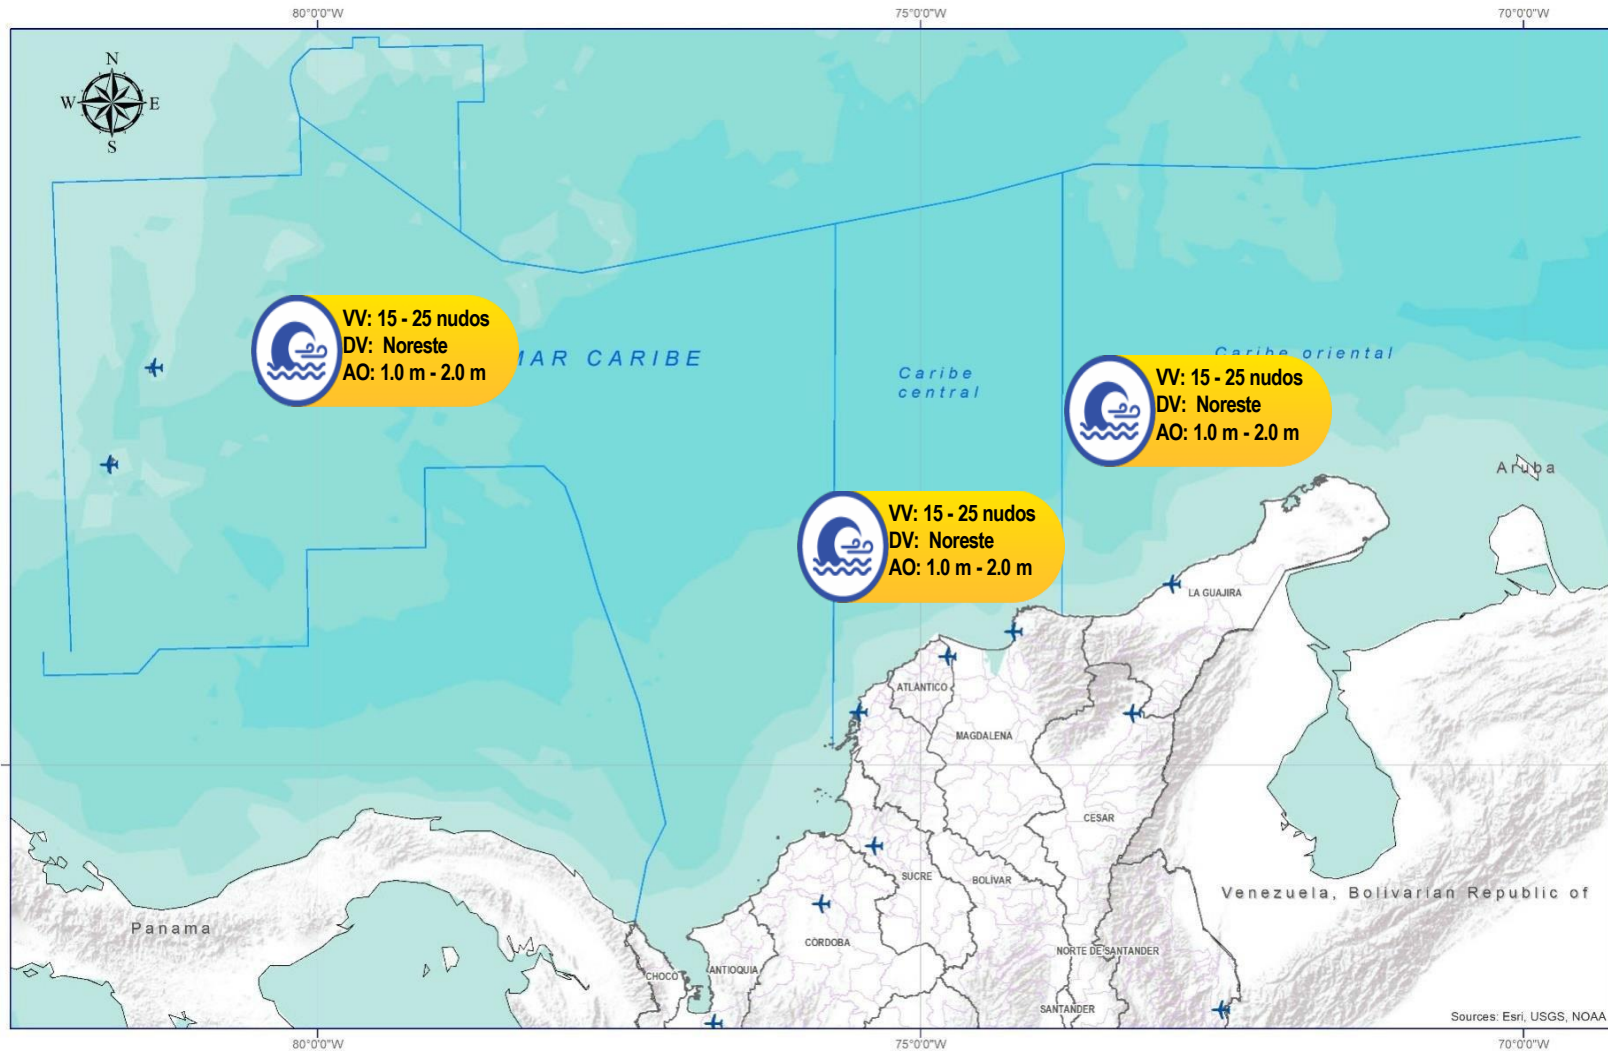 80°0'0"W
75°0'0"W
70°0'0"W
N
W
E
S
VV: 15 - 25 nudos
DV: Noreste
AO: 1.0 m - 2.0 m
MAR CARIBE
Caribe
central
Caribe oriental
VV: 15 - 25 nudos
DV: Noreste
AO: 1.0 m - 2.0 m
Aruba
VV: 15 - 25 nudos
DV: Noreste
AO: 1.0 m - 2.0 m
LA GUAJIRA
ATLÁNTICO
MAGDALENA
CESAR
SUCRE
BOLÍVAR
Venezuela, Bolivarian Republic of
Panama
CÓRDOBA
NORTE DE SANTANDER
CHOCÓ
ANTIOQUIA
SANTANDER
Sources: Esri, USGS, NOAA
80°0'0"W
75°0'0"W
70°0'0"W